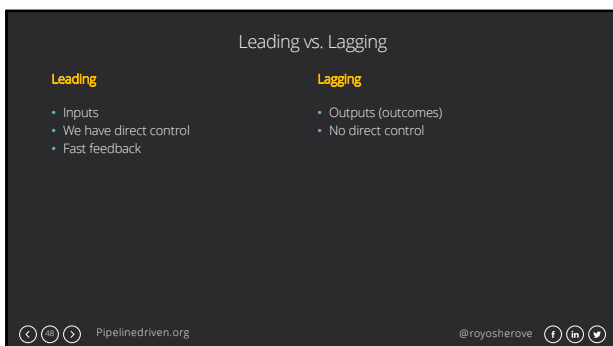 Leading vs. Lagging
Leading
• Inputs
• We have direct control
• Fast feedback
Lagging
• Outputs (outcomes)
• No direct control
48
Pipelinedriven.org
@royosherove
f
in